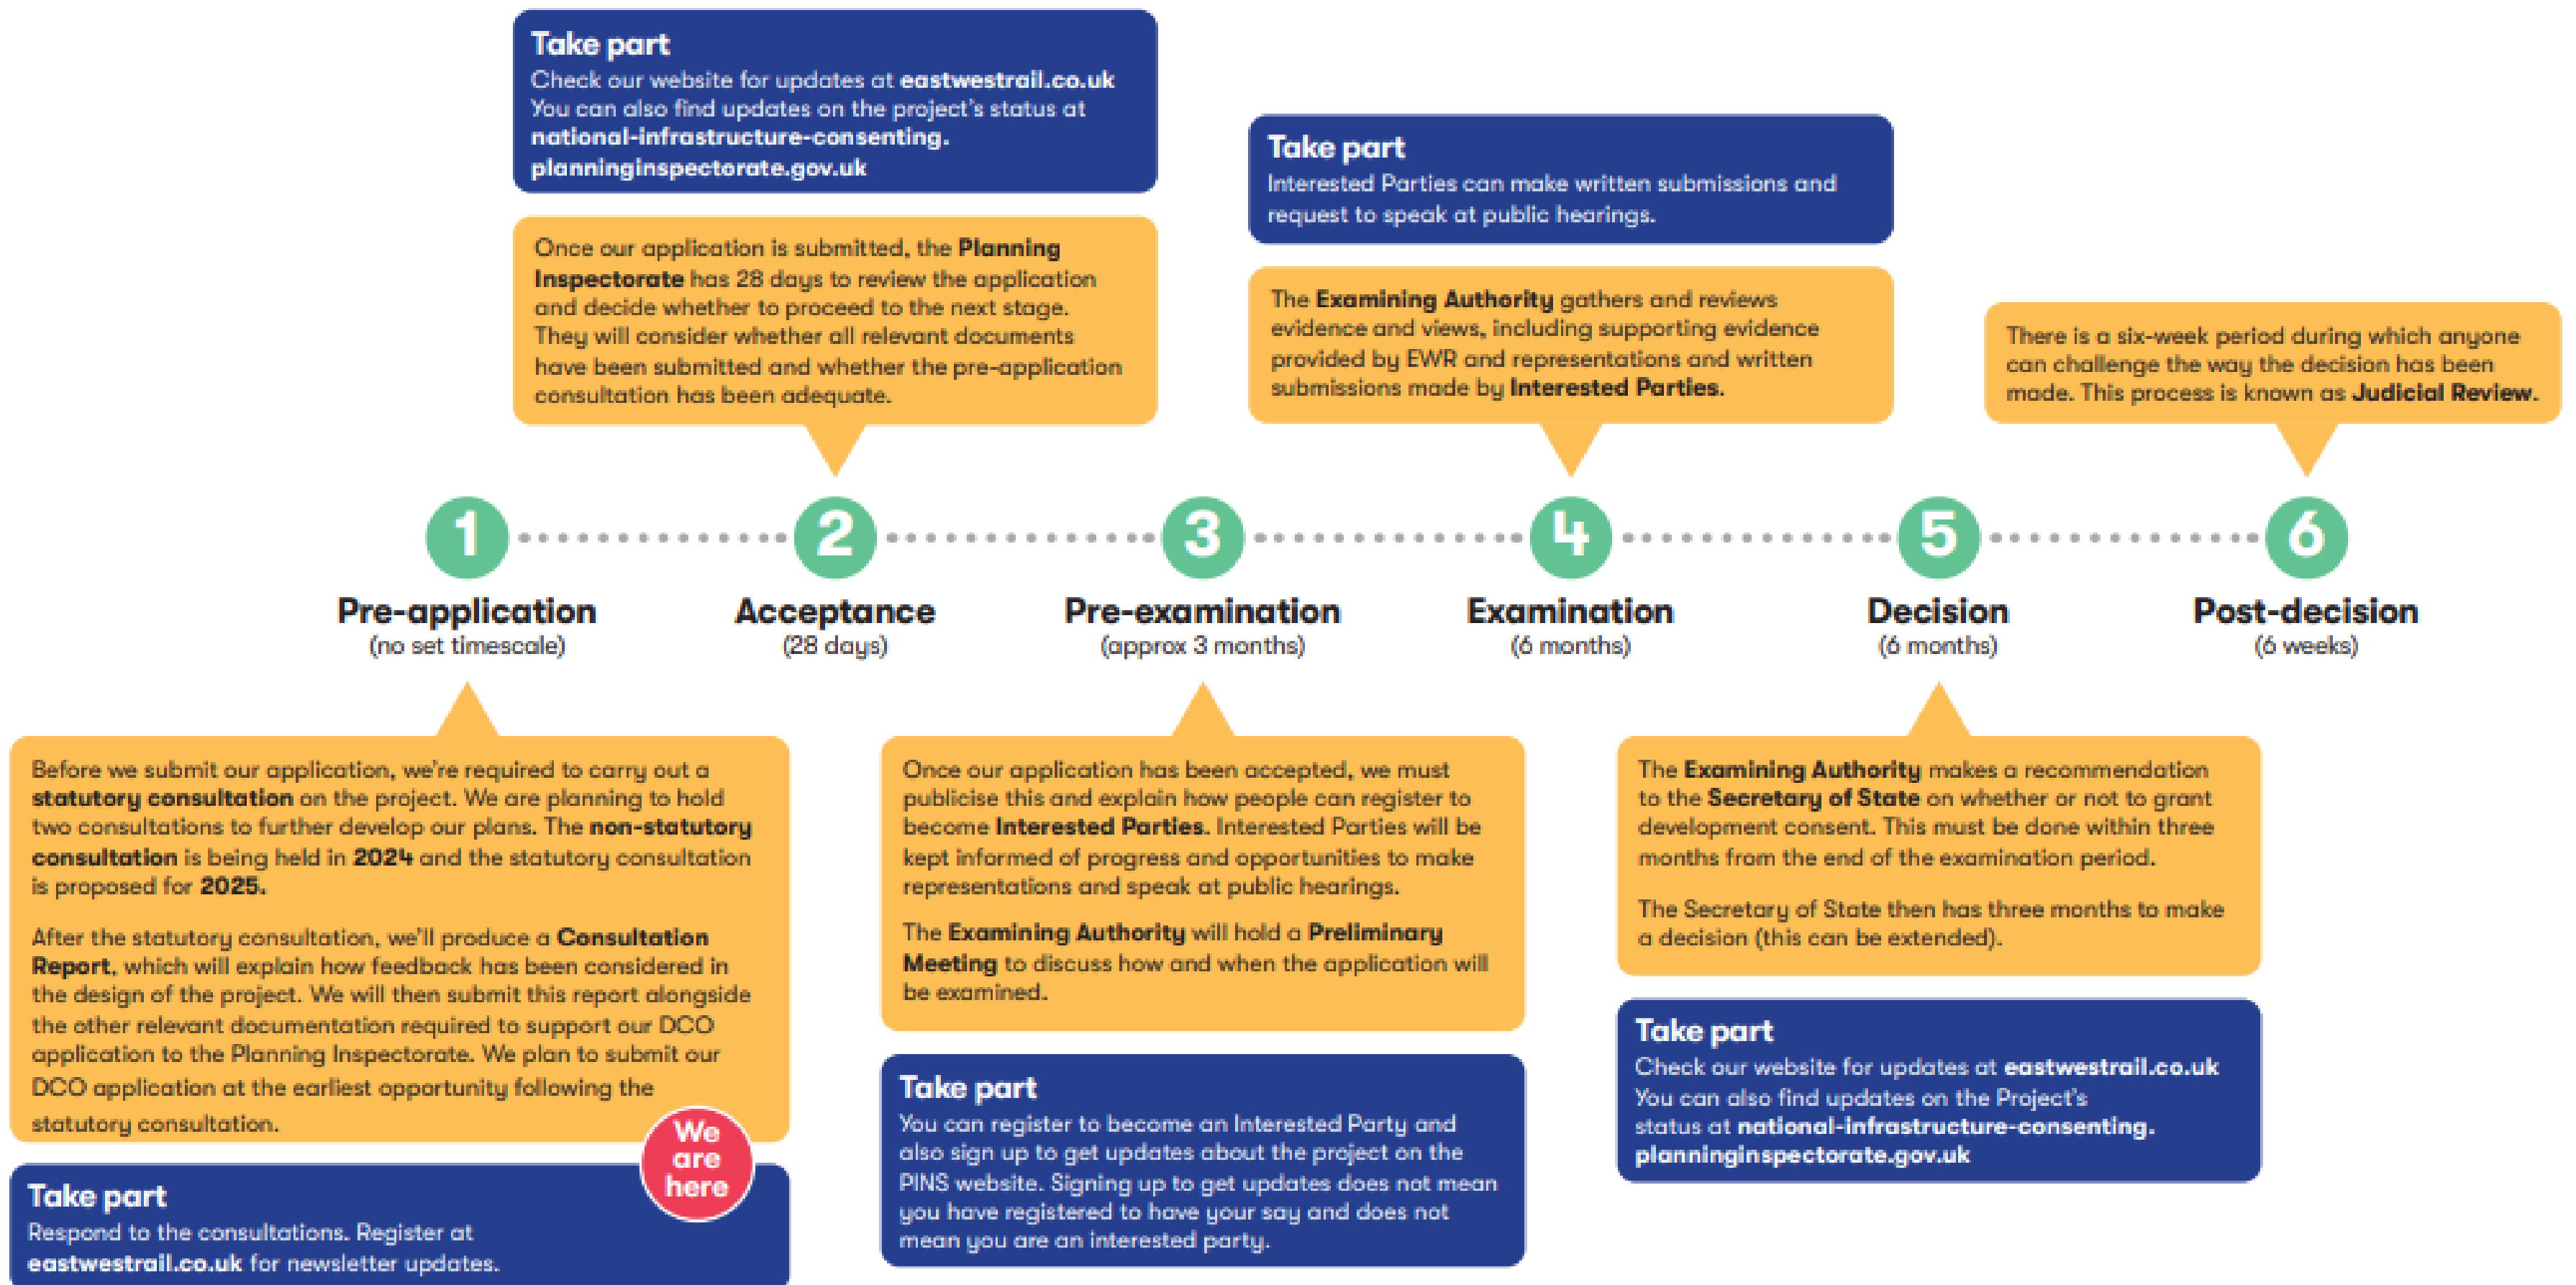 Take part
Check our website for updates at eastwestrail.co.uk
You can also find updates on the project's status at
national-infrastructure-consenting.
planninginspectorate.gov.uk
Once our application is submitted, the Planning
Inspectorate has 28 days to review the application
and decide whether to proceed to the next stage.
They will consider whether all relevant documents
have been submitted and whether the pre-application
consultation has been adequate.
Take part
Interested Parties can make written submissions and
request to speak at public hearings.
The Examining Authority gathers and reviews
evidence and views, including supporting evidence
provided by EWR and representations and written
submissions made by Interested Parties.
There is a six-week period during which anyone
can challenge the way the decision has been
made. This process is known as Judicial Review.
1
Pre-application
(no set timescale)
2
Acceptance
(28 days)
3
Pre-examination
(approx 3 months)
4
Examination
(6 months)
5
Decision
(6 months)
6
Post-decision
(6 weeks)
Before we submit our application, we're required to carry out a
statutory consultation on the project. We are planning to hold
two consultations to further develop our plans. The non-statutory
consultation is being held in 2024 and the statutory consultation
is proposed for 2025.
After the statutory consultation, we'll produce a Consultation
Report, which will explain how feedback has been considered in
the design of the project. We will then submit this report alongside
the other relevant documentation required to support our DCO
application to the Planning Inspectorate. We plan to submit our
DCO application at the earliest opportunity following the
statutory consultation.
We
are
here
Take part
Respond to the consultations. Register at
eastwestrail.co.uk for newsletter updates.
Once our application has been accepted, we must
publicise this and explain how people can register to
become Interested Parties. Interested Parties will be
kept informed of progress and opportunities to make
representations and speak at public hearings.
The Examining Authority will hold a Preliminary
Meeting to discuss how and when the application will
be examined.
Take part
You can register to become an Interested Party and
also sign up to get updates about the project on the
PINS website. Signing up to get updates does not mean
you have registered to have your say and does not
mean you are an interested party.
The Examining Authority makes a recommendation
to the Secretary of State on whether or not to grant
development consent. This must be done within three
months from the end of the examination period.
The Secretary of State then has three months to make
a decision (this can be extended).
Take part
Check our website for updates at eastwestrail.co.uk
You can also find updates on the Project's
status at national-infrastructure-consenting.
planninginspectorate.gov.uk